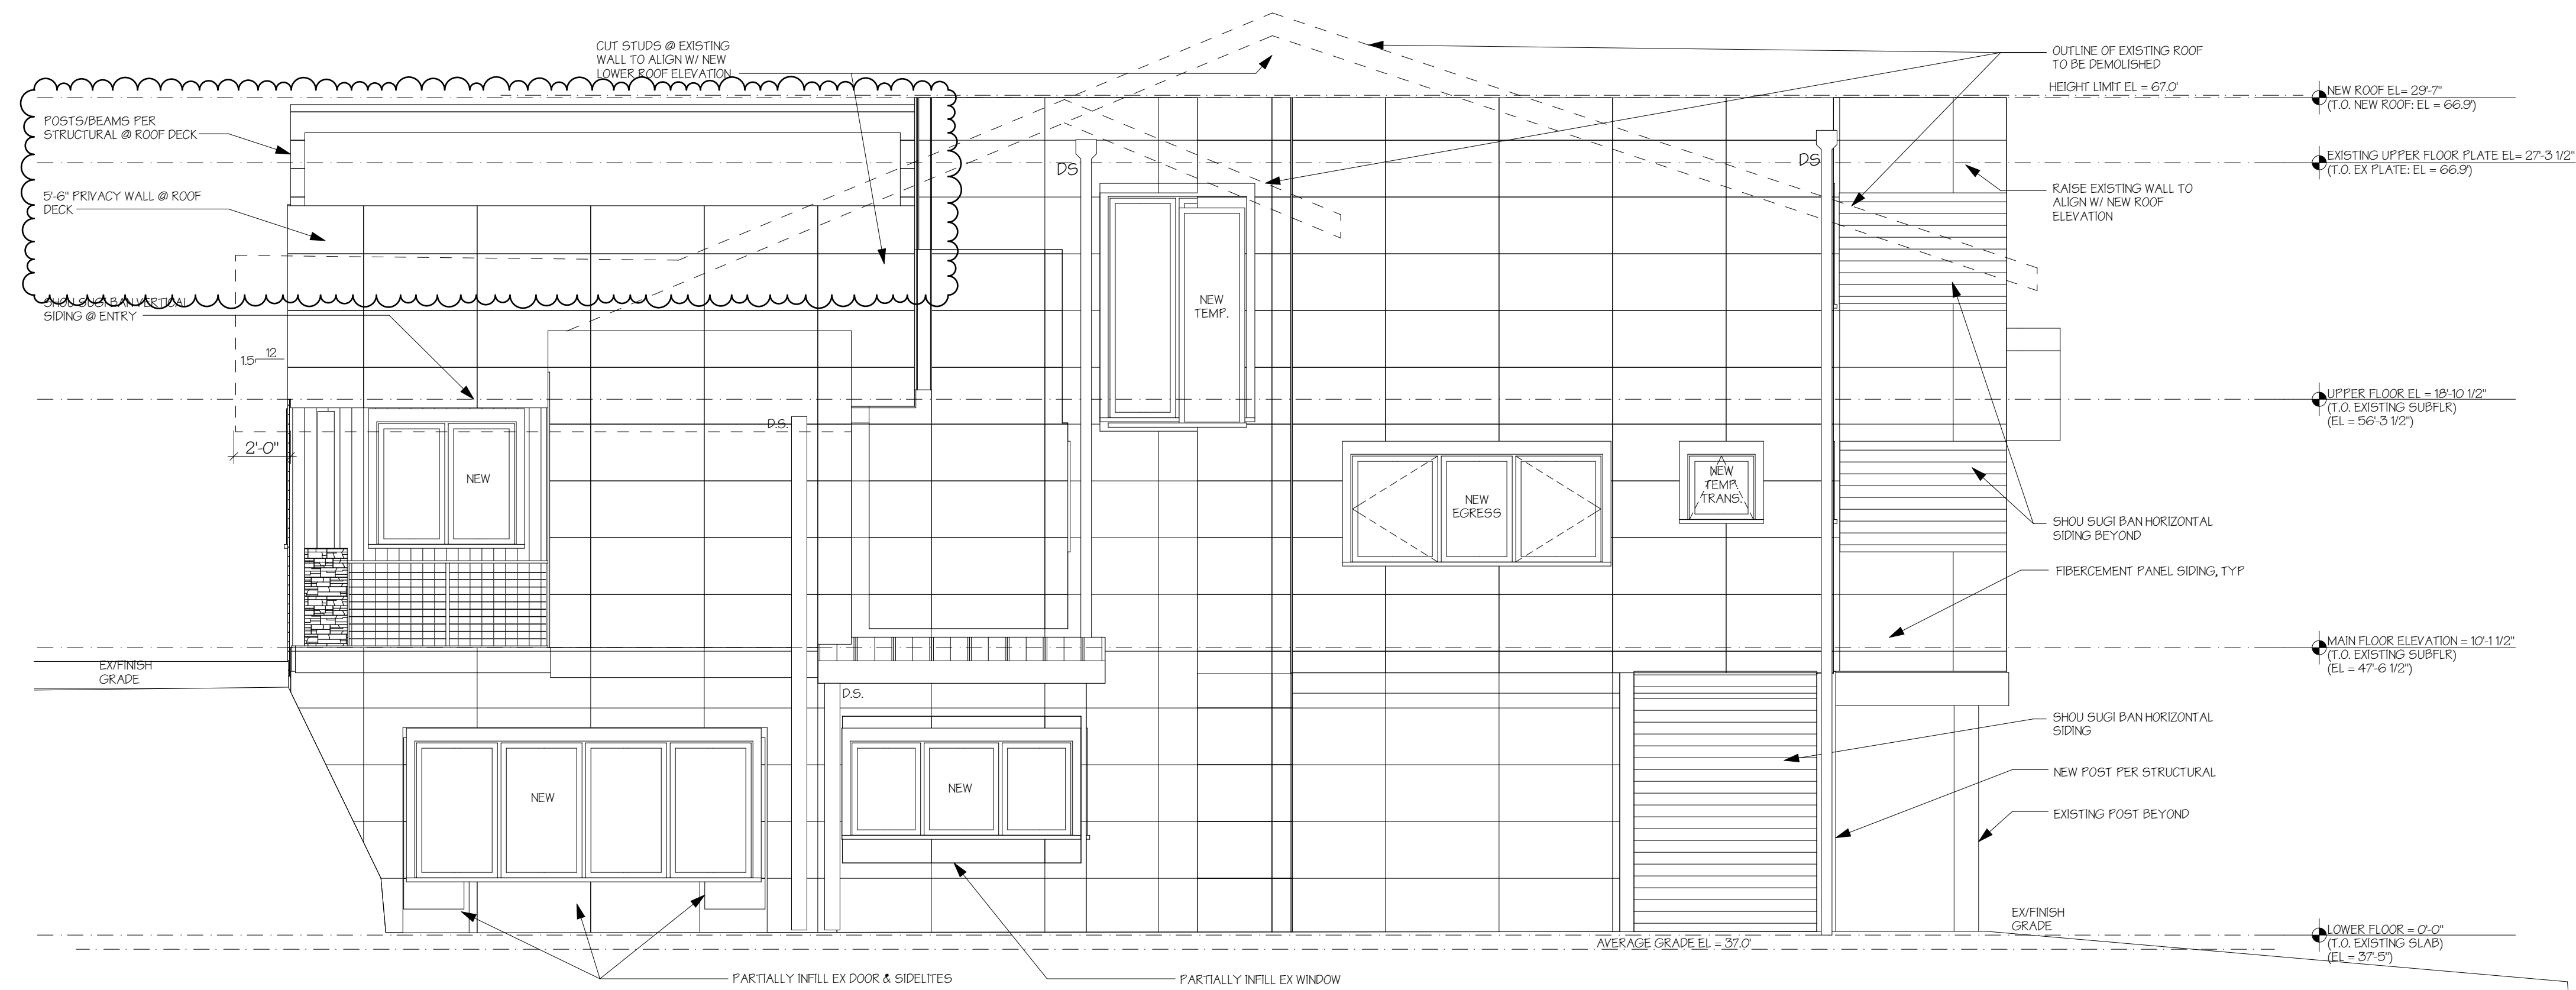 CUT STUDS @ EXISTING
WALL TO ALIGN W/ NEW
LOWER ROOF ELEVATION
OUTLINE OF EXISTING ROOF
TO BE DEMOLISHED
HEIGHT LIMIT EL = 67.0'
NEW ROOF EL= 29'-7"
(T.O. NEW ROOF: EL = 66.9')
POSTS/BEAMS PER
STRUCTURAL @ ROOF DECK
DS
DS
EXISTING UPPER FLOOR PLATE EL= 27'-3 1/2"
(T.O. EX PLATE: EL = 66.9')
5'-6" PRIVACY WALL @ ROOF
DECK
RAISE EXISTING WALL TO
ALIGN W/ NEW ROOF
ELEVATION
SHOU SUGI BAN VERTICAL
SIDING @ ENTRY
NEW
TEMP.
12
1.5
UPPER FLOOR EL = 18'-10 1/2"
(T.O. EXISTING SUBFLR)
(EL = 56'-3 1/2")
D.S.
2'-0"
NEW
NEW
EGRESS
NEW
TEMP.
TRANS.
SHOU SUGI BAN HORIZONTAL
SIDING BEYOND
FIBERCEMENT PANEL SIDING, TYP
MAIN FLOOR ELEVATION = 10'-1 1/2"
(T.O. EXISTING SUBFLR)
(EL = 47'-6 1/2")
EX/FINISH
GRADE
D.S.
SHOU SUGI BAN HORIZONTAL
SIDING
NEW
NEW
NEW POST PER STRUCTURAL
EXISTING POST BEYOND
EX/FINISH
GRADE
AVERAGE GRADE EL = 37.0'
LOWER FLOOR = 0'-0"
(T.O. EXISTING SLAB)
(EL = 37'-5")
PARTIALLY INFILL EX DOOR & SIDELITES
PARTIALLY INFILL EX WINDOW